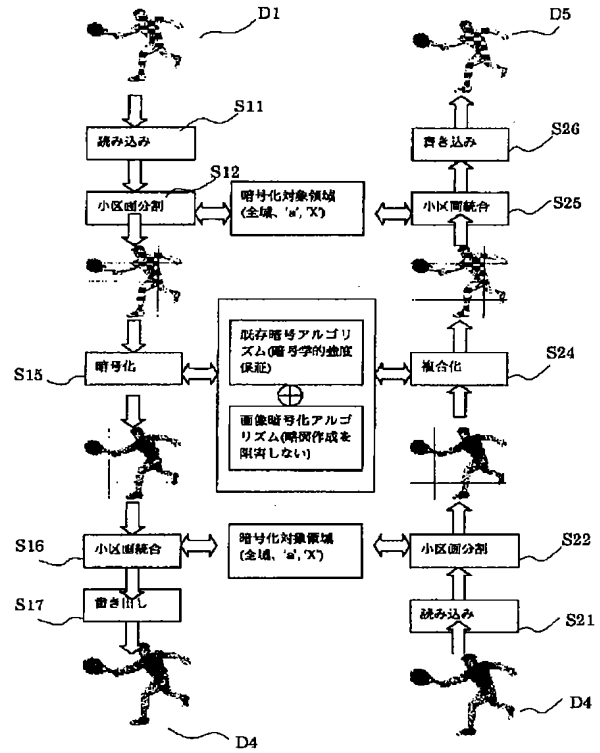 D1
D5
S11
読み込み
書き込み
S26
S12
小区画分割
暗号化対象領域
(全域、'a', 'X')
小区画統合
S25
既存暗号アルゴリ
ズム(暗号学的強度
保証)
S15
暗号化
複合化
S24
画像暗号化アルゴ
リズム(略図作成を
阻害しない)
S16
小区画統合
暗号化対象領域
(全域、'a', 'X')
小区画分割
S22
S17
書き出し
読み込み
S21
D4
D4